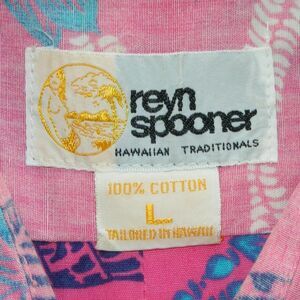 reyn
spooner
HAWAIIAN TRADITIONALS
100% COTTON
L
TAILORED IN HAWAII